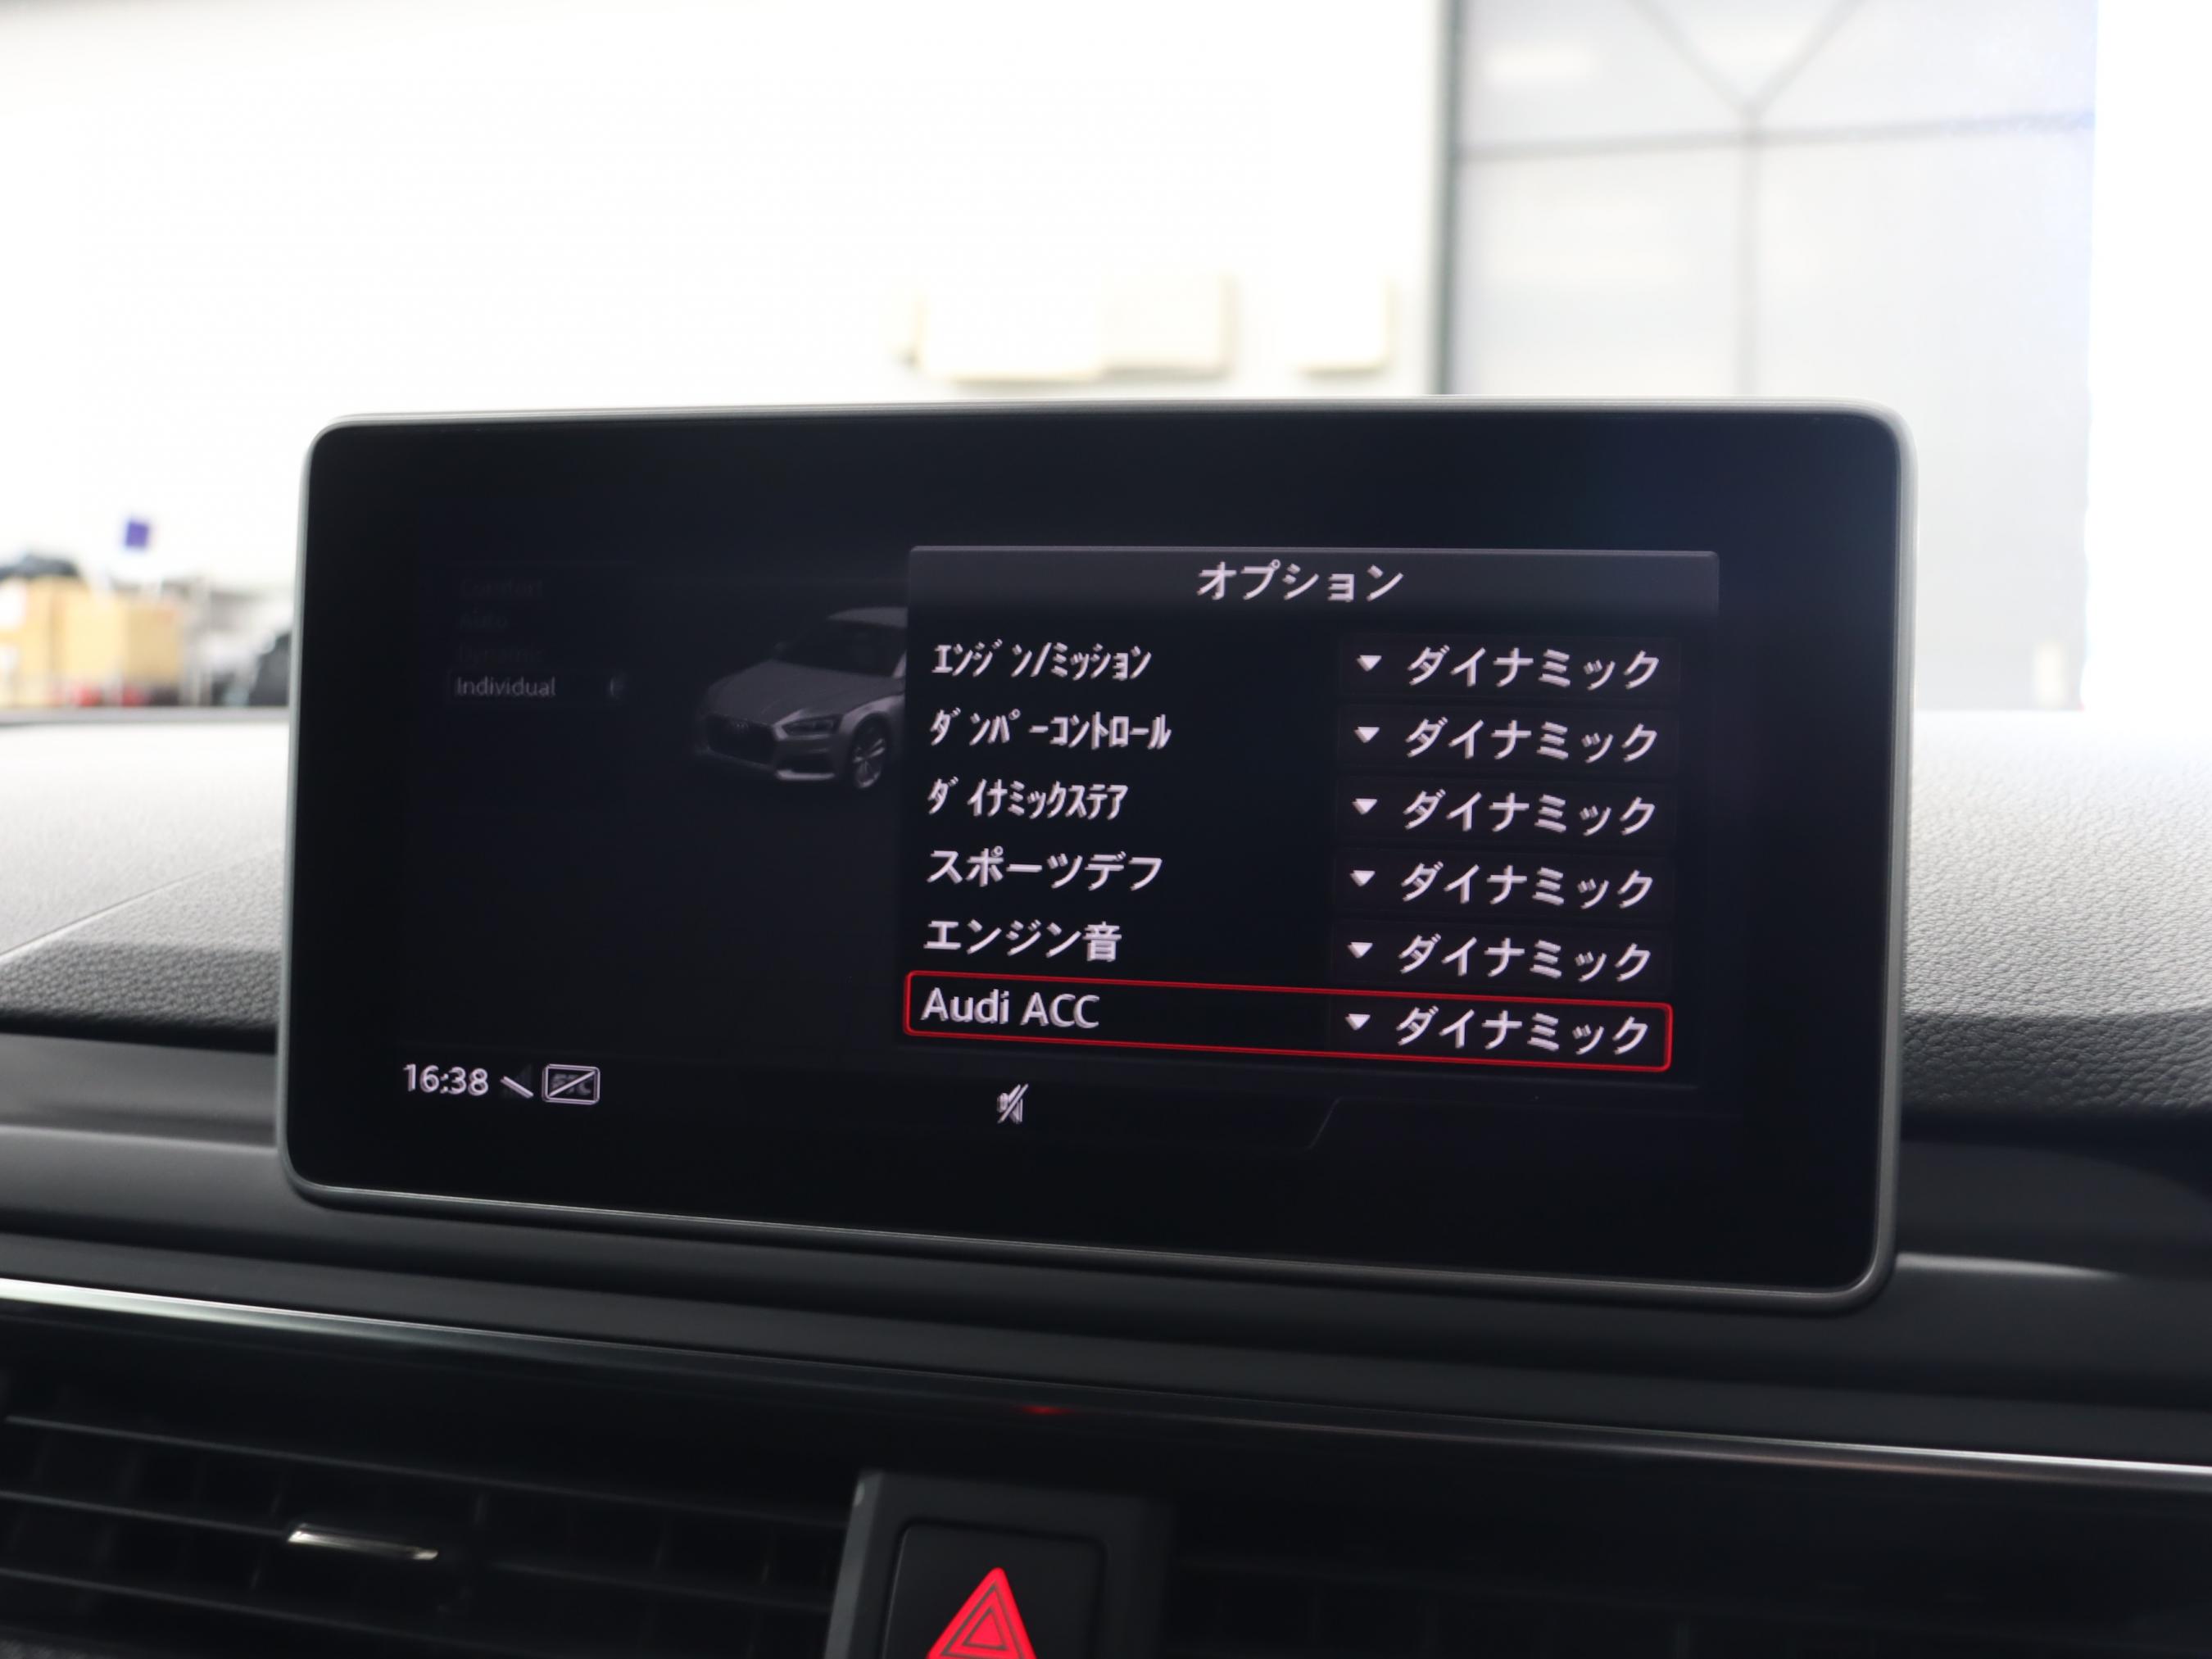 オプション
Comfort
Auto
Dynamic
Individual
ｴﾝｼﾞﾝ/ﾐｯｼｮﾝ ダイナミック
ﾀﾞﾝﾊﾟｰｺﾝﾄﾛｰﾙ ダイナミック
ﾀﾞｲﾅﾐｯｸｽﾃｱ ダイナミック
スポーツデフ ダイナミック
エンジン音 ダイナミック
Audi ACC ダイナミック
16:38 ETC